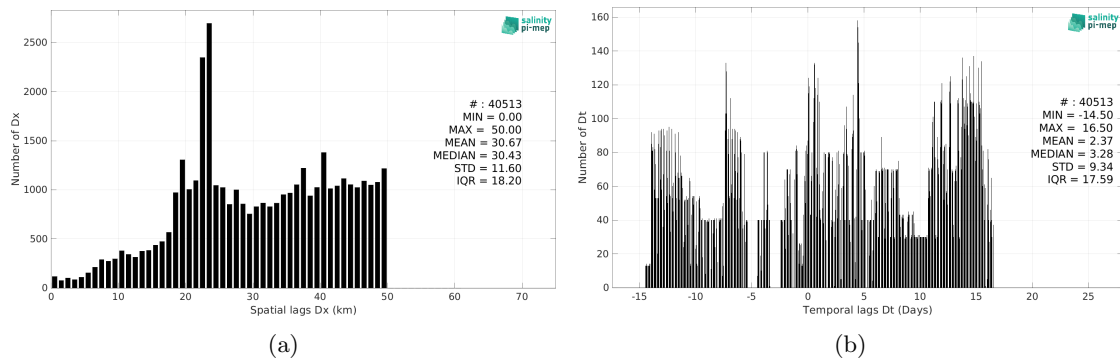 salinity
pi-mep
2500
2000
1500
1000
500
0
Number of Dx
# : 40513
MIN = 0.00
MAX = 50.00
MEAN = 30.67
MEDIAN = 30.43
STD = 11.60
IQR = 18.20
0 10 20 30 40 50 60 70
Spatial lags Dx (km)
(a)
salinity
pi-mep
160
140
120
100
80
60
40
20
0
Number of Dt
# : 40513
MIN = -14.50
MAX = 16.50
MEAN = 2.37
MEDIAN = 3.28
STD = 9.34
IQR = 17.59
-15 -10 -5 0 5 10 15 20 25
Temporal lags Dt (Days)
(b)